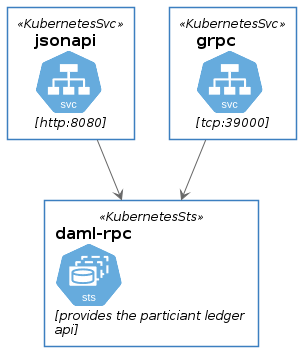 «KubernetesSvc»
jsonapi
svc
[http:8080]
«KubernetesSvc»
grpc
svc
[tcp:39000]
«KubernetesSts»
daml-rpc
sts
[provides the particiant ledger
api]